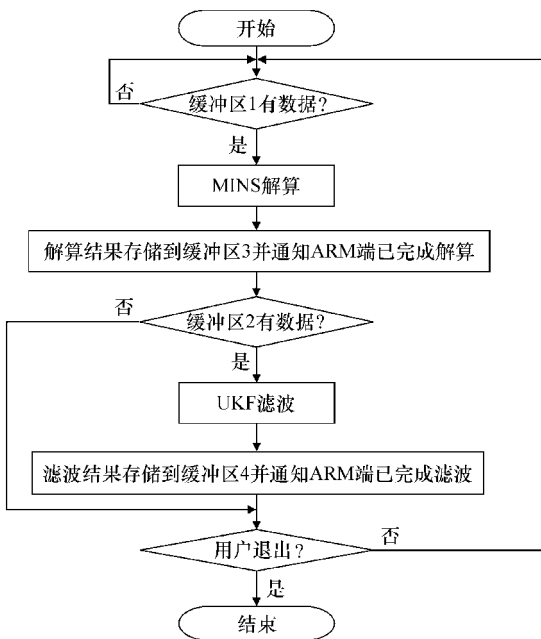 开始
否
缓冲区1有数据?
是
MINS解算
解算结果存储到缓冲区3并通知ARM端已完成解算
否
缓冲区2有数据?
是
UKF滤波
滤波结果存储到缓冲区4并通知ARM端已完成滤波
用户退出?
否
是
结束